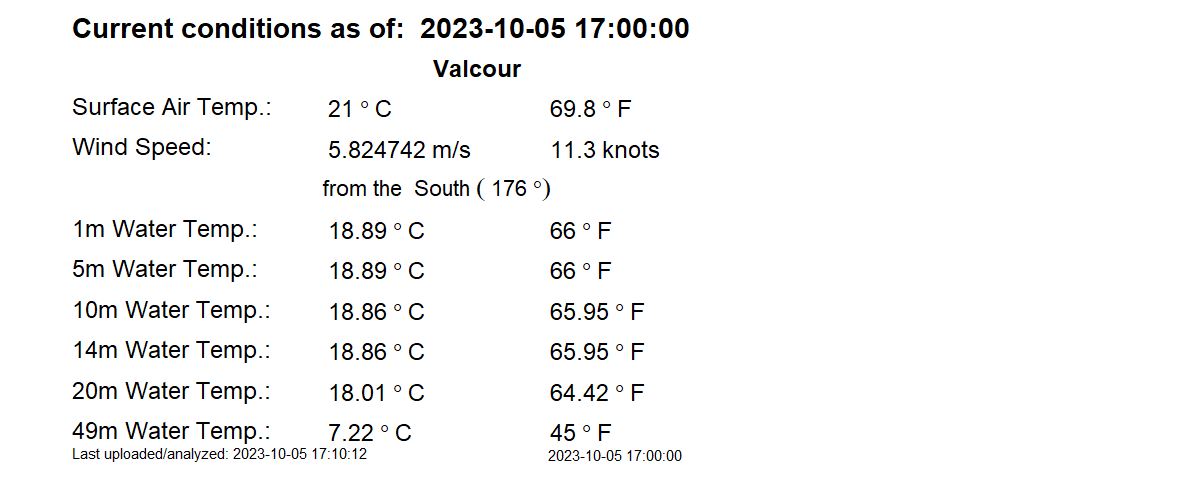 Current conditions as of: 2023-10-05 17:00:00
Valcour
Surface Air Temp.: 21 ° C 69.8 ° F
Wind Speed: 5.824742 m/s 11.3 knots
from the South ( 176 °)
1m Water Temp.: 18.89 ° C 66 ° F
5m Water Temp.: 18.89 ° C 66 ° F
10m Water Temp.: 18.86 ° C 65.95 ° F
14m Water Temp.: 18.86 ° C 65.95 ° F
20m Water Temp.: 18.01 ° C 64.42 ° F
49m Water Temp.: 7.22 ° C 45 ° F
Last uploaded/analyzed: 2023-10-05 17:10:12 2023-10-05 17:00:00